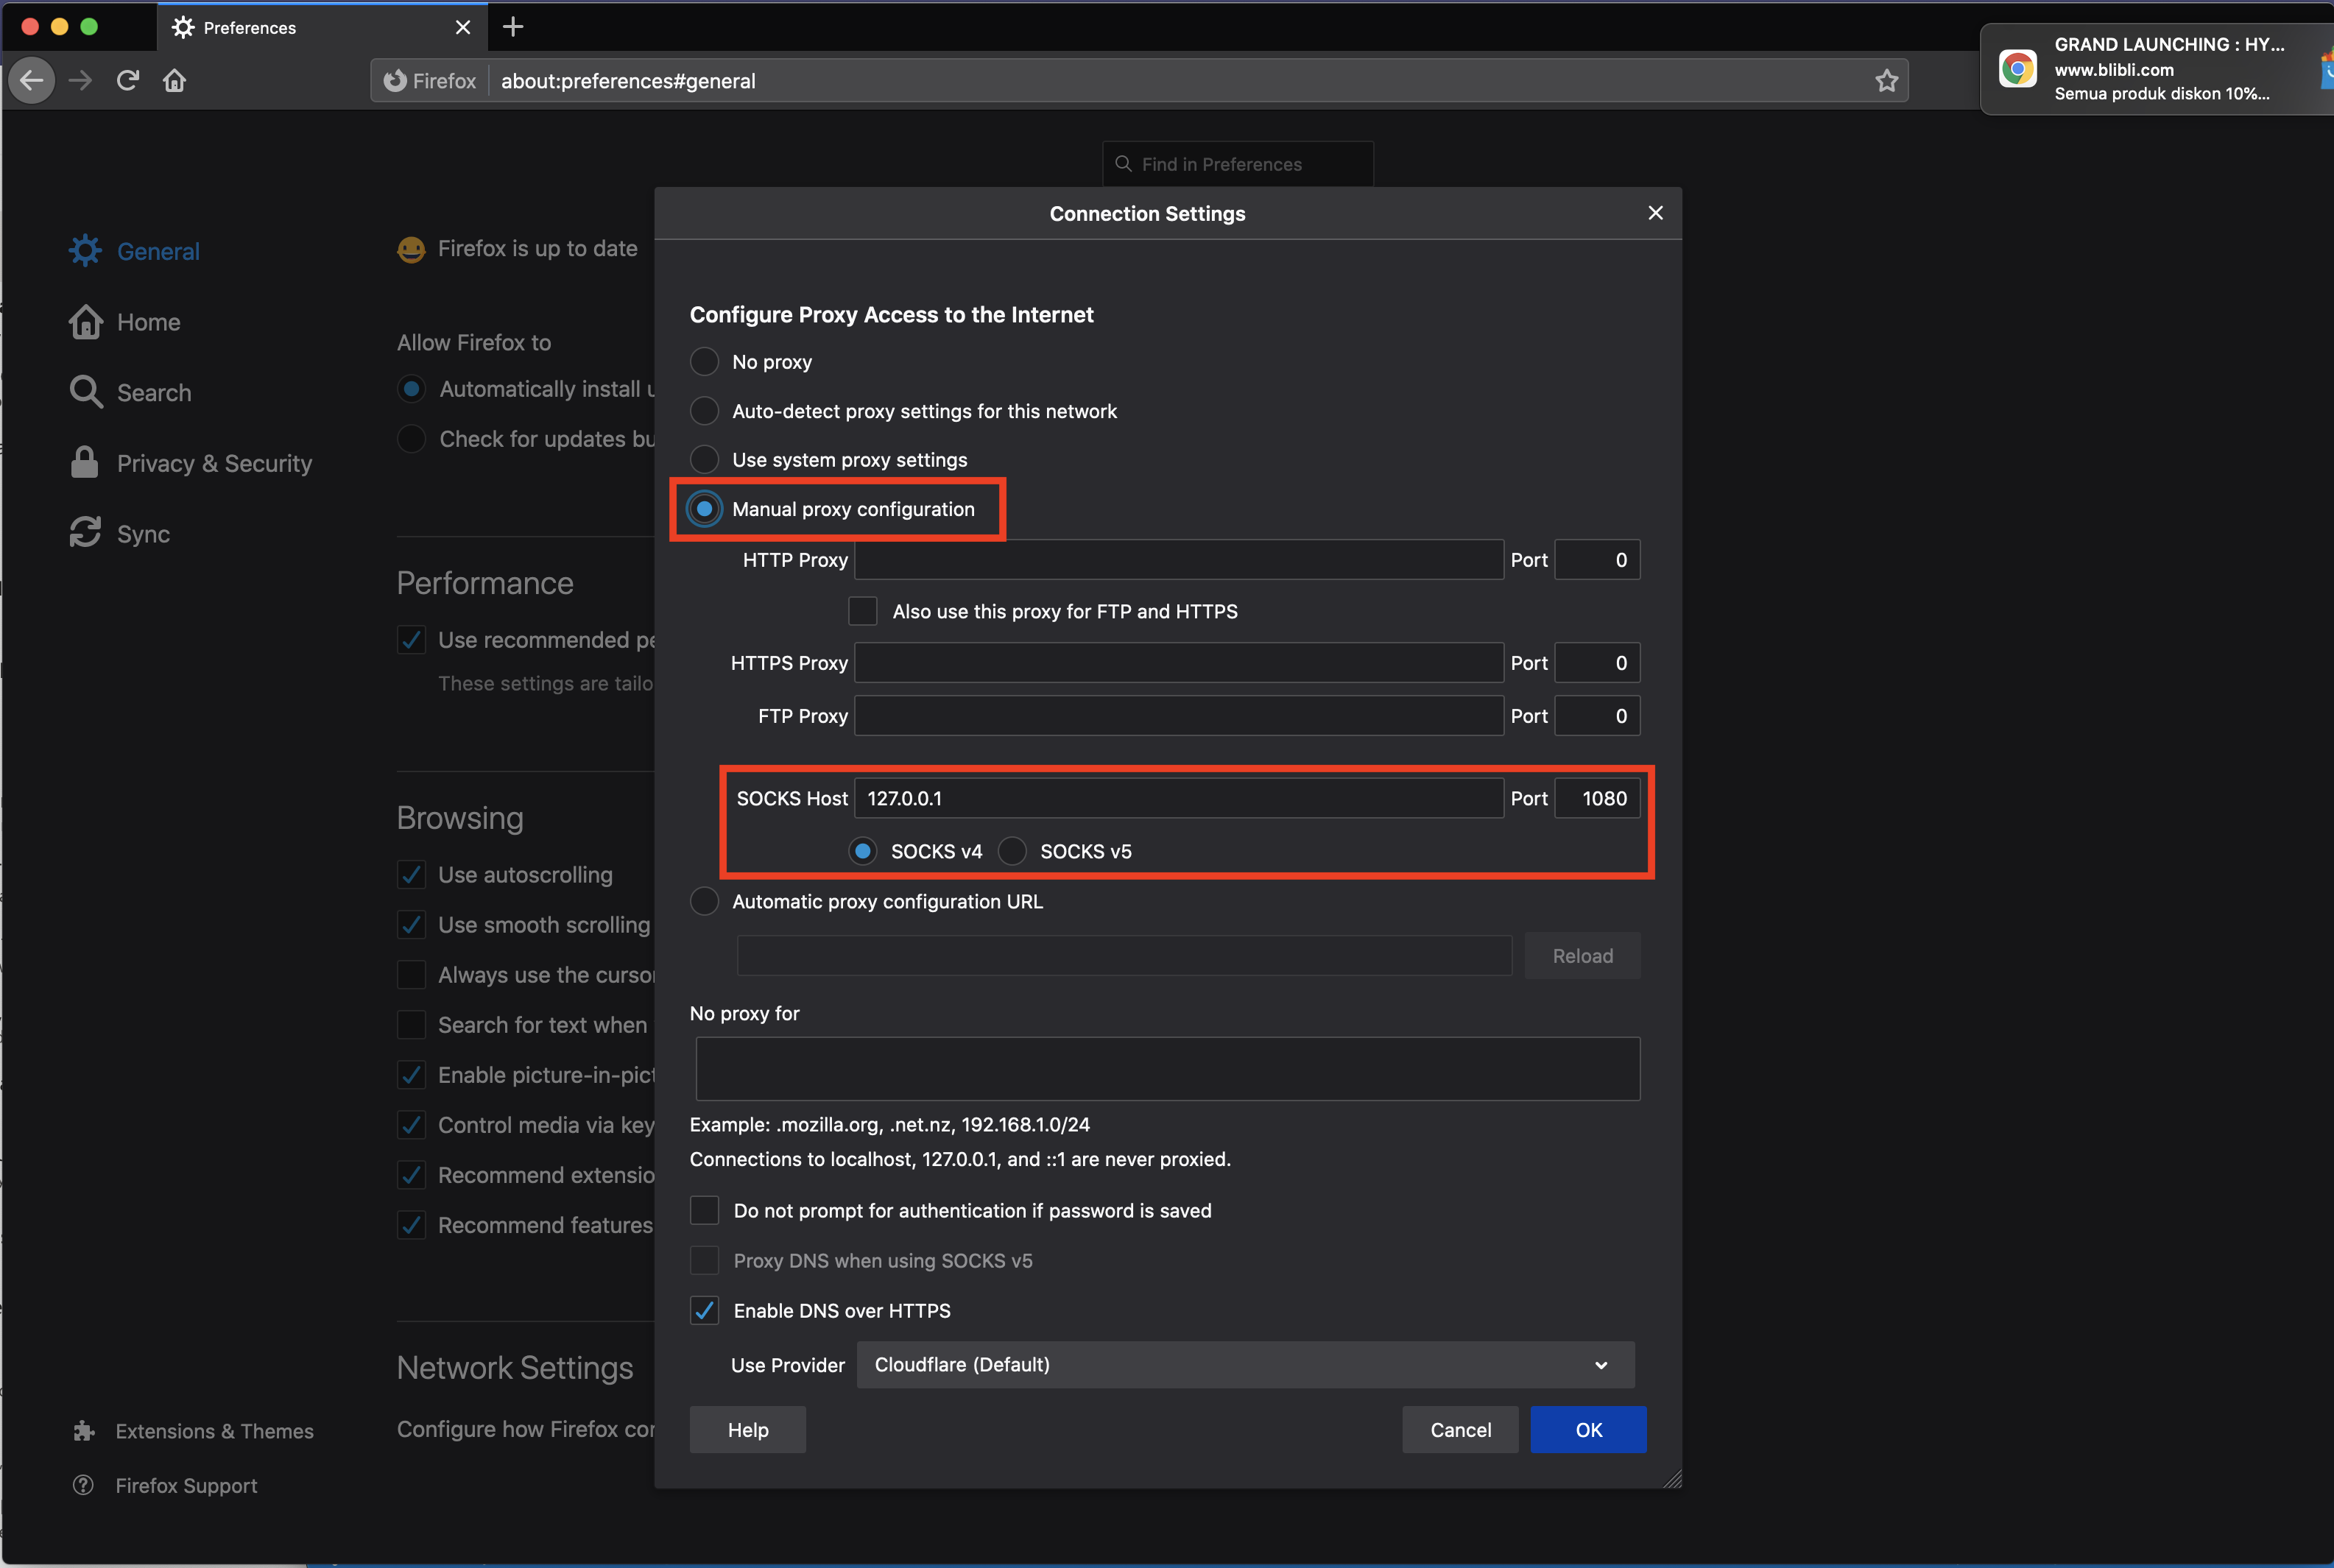 Preferences
GRAND LAUNCHING : HY...
www.blibli.com
Semua produk diskon 10%...
Firefox
about:preferences#general
Find in Preferences
General
Home
Search
Privacy & Security
Sync
Extensions & Themes
Firefox Support
Firefox is up to date
Allow Firefox to
Automatically install u
Check for updates bu
Performance
Use recommended pe
These settings are tailo
Browsing
Use autoscrolling
Use smooth scrolling
Always use the cursor
Search for text when
Enable picture-in-pict
Control media via key
Recommend extensio
Recommend features
Network Settings
Configure how Firefox con
Connection Settings
Configure Proxy Access to the Internet
No proxy
Auto-detect proxy settings for this network
Use system proxy settings
Manual proxy configuration
HTTP Proxy Port 0
Also use this proxy for FTP and HTTPS
HTTPS Proxy Port 0
FTP Proxy Port 0
SOCKS Host 127.0.0.1 Port 1080
SOCKS v4 SOCKS v5
Automatic proxy configuration URL
Reload
No proxy for
Example: .mozilla.org, .net.nz, 192.168.1.0/24
Connections to localhost, 127.0.0.1, and ::1 are never proxied.
Do not prompt for authentication if password is saved
Proxy DNS when using SOCKS v5
Enable DNS over HTTPS
Use Provider Cloudflare (Default)
Help Cancel OK